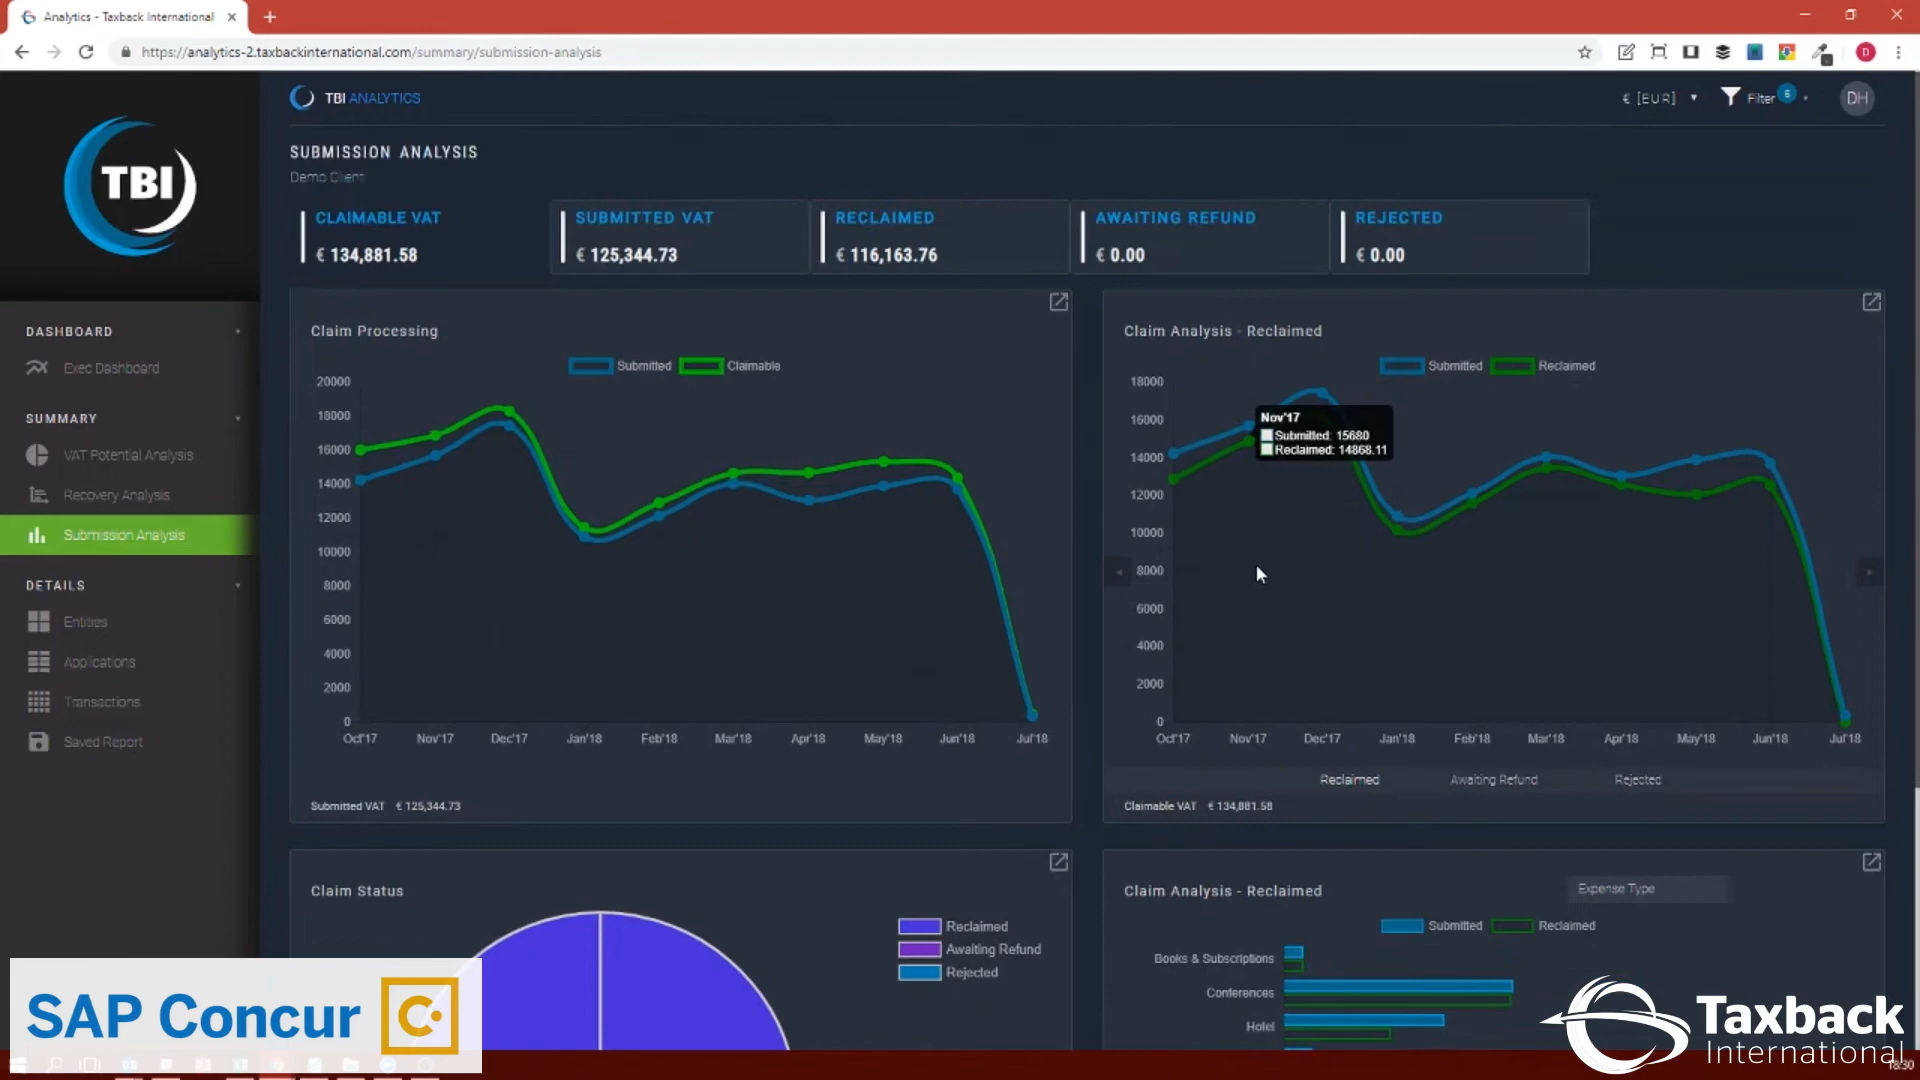 Analytics - Taxback International
https://analytics-2.taxbackinternational.com/summary/submission-analysis
D
TBI ANALYTICS
€ [EUR]
Filter 6
DH
TBI
SUBMISSION ANALYSIS
Demo Client
CLAIMABLE VAT
€ 134,881.58
SUBMITTED VAT
€ 125,344.73
RECLAIMED
€ 116,163.76
AWAITING REFUND
€ 0.00
REJECTED
€ 0.00
DASHBOARD
Exec Dashboard
SUMMARY
VAT Potential Analysis
Recovery Analysis
Submission Analysis
DETAILS
Entities
Applications
Transactions
Saved Report
Claim Processing
Submitted Claimable
20000
18000
16000
14000
12000
10000
8000
6000
4000
2000
0
Oct'17 Nov'17 Dec'17 Jan'18 Feb'18 Mar'18 Apr'18 May'18 Jun'18 Jul'18
Submitted VAT € 125,344.73
Claim Analysis - Reclaimed
Submitted Reclaimed
18000
16000
14000
12000
10000
8000
6000
4000
2000
0
Nov'17
Submitted: 15680
Reclaimed: 14868.11
Oct'17 Nov'17 Dec'17 Jan'18 Feb'18 Mar'18 Apr'18 May'18 Jun'18 Jul'18
Reclaimed Awaiting Refund Rejected
Claimable VAT € 134,881.58
Claim Status
Reclaimed
Awaiting Refund
Rejected
Claim Analysis - Reclaimed
Expense Type
Submitted Reclaimed
Books & Subscriptions
Conferences
Hotel
SAP Concur C
Taxback
International
18:30